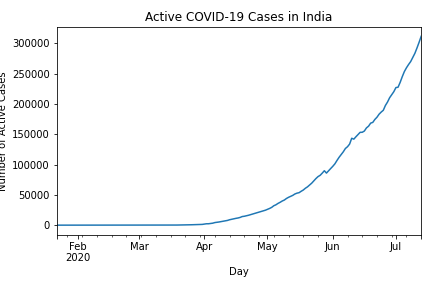 Active COVID-19 Cases in India
Number of Active Cases
300000
250000
200000
150000
100000
50000
0
Feb Mar Apr May Jun Jul
2020
Day